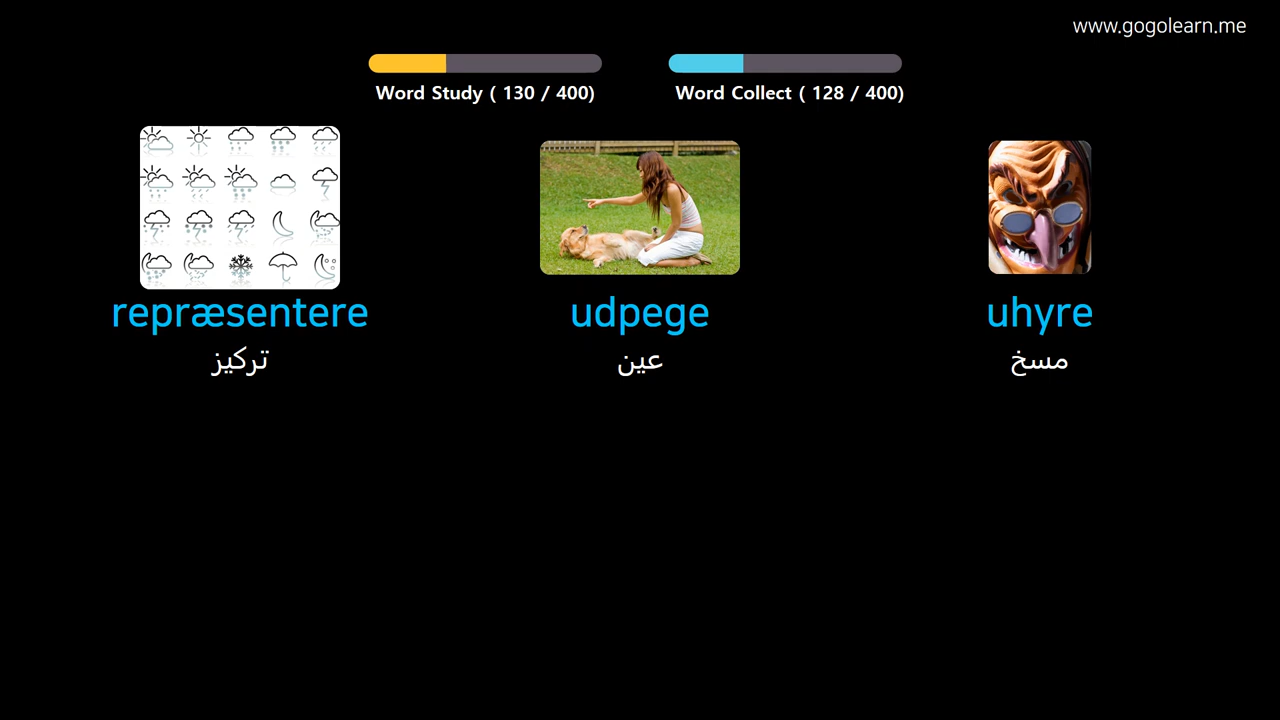 www.gogolearn.me
Word Study ( 130 / 400)
Word Collect ( 128 / 400)
repræsentere
udpege
uhyre
تركيز
عين
مسخ